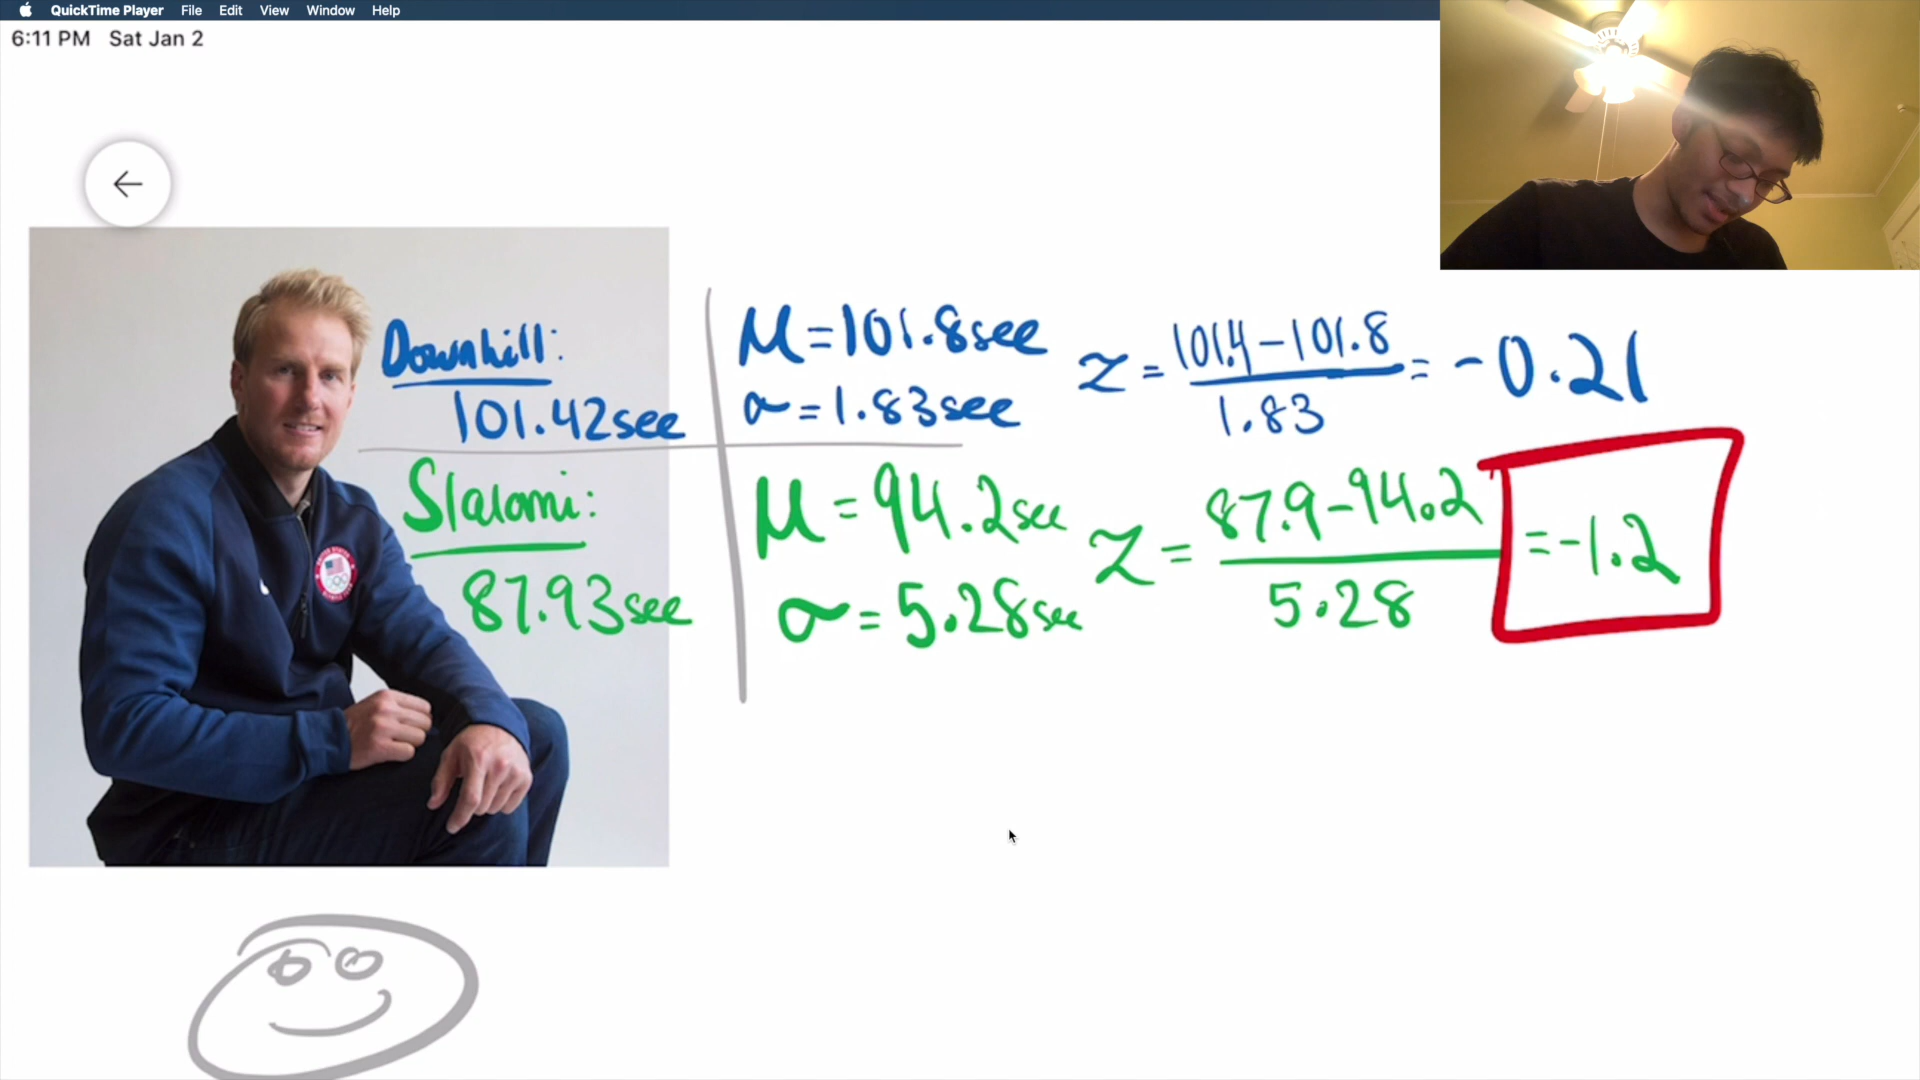 QuickTime Player File Edit View Window Help
6:11 PM Sat Jan 2
Downhill:
101.42sec
μ=101.8sec
σ=1.83sec
z = 101.4-101.8 / 1.83 = -0.21
Slalom:
87.93sec
μ=94.2sec
σ=5.28sec
z = 87.9-94.2 / 5.28 =-1.2